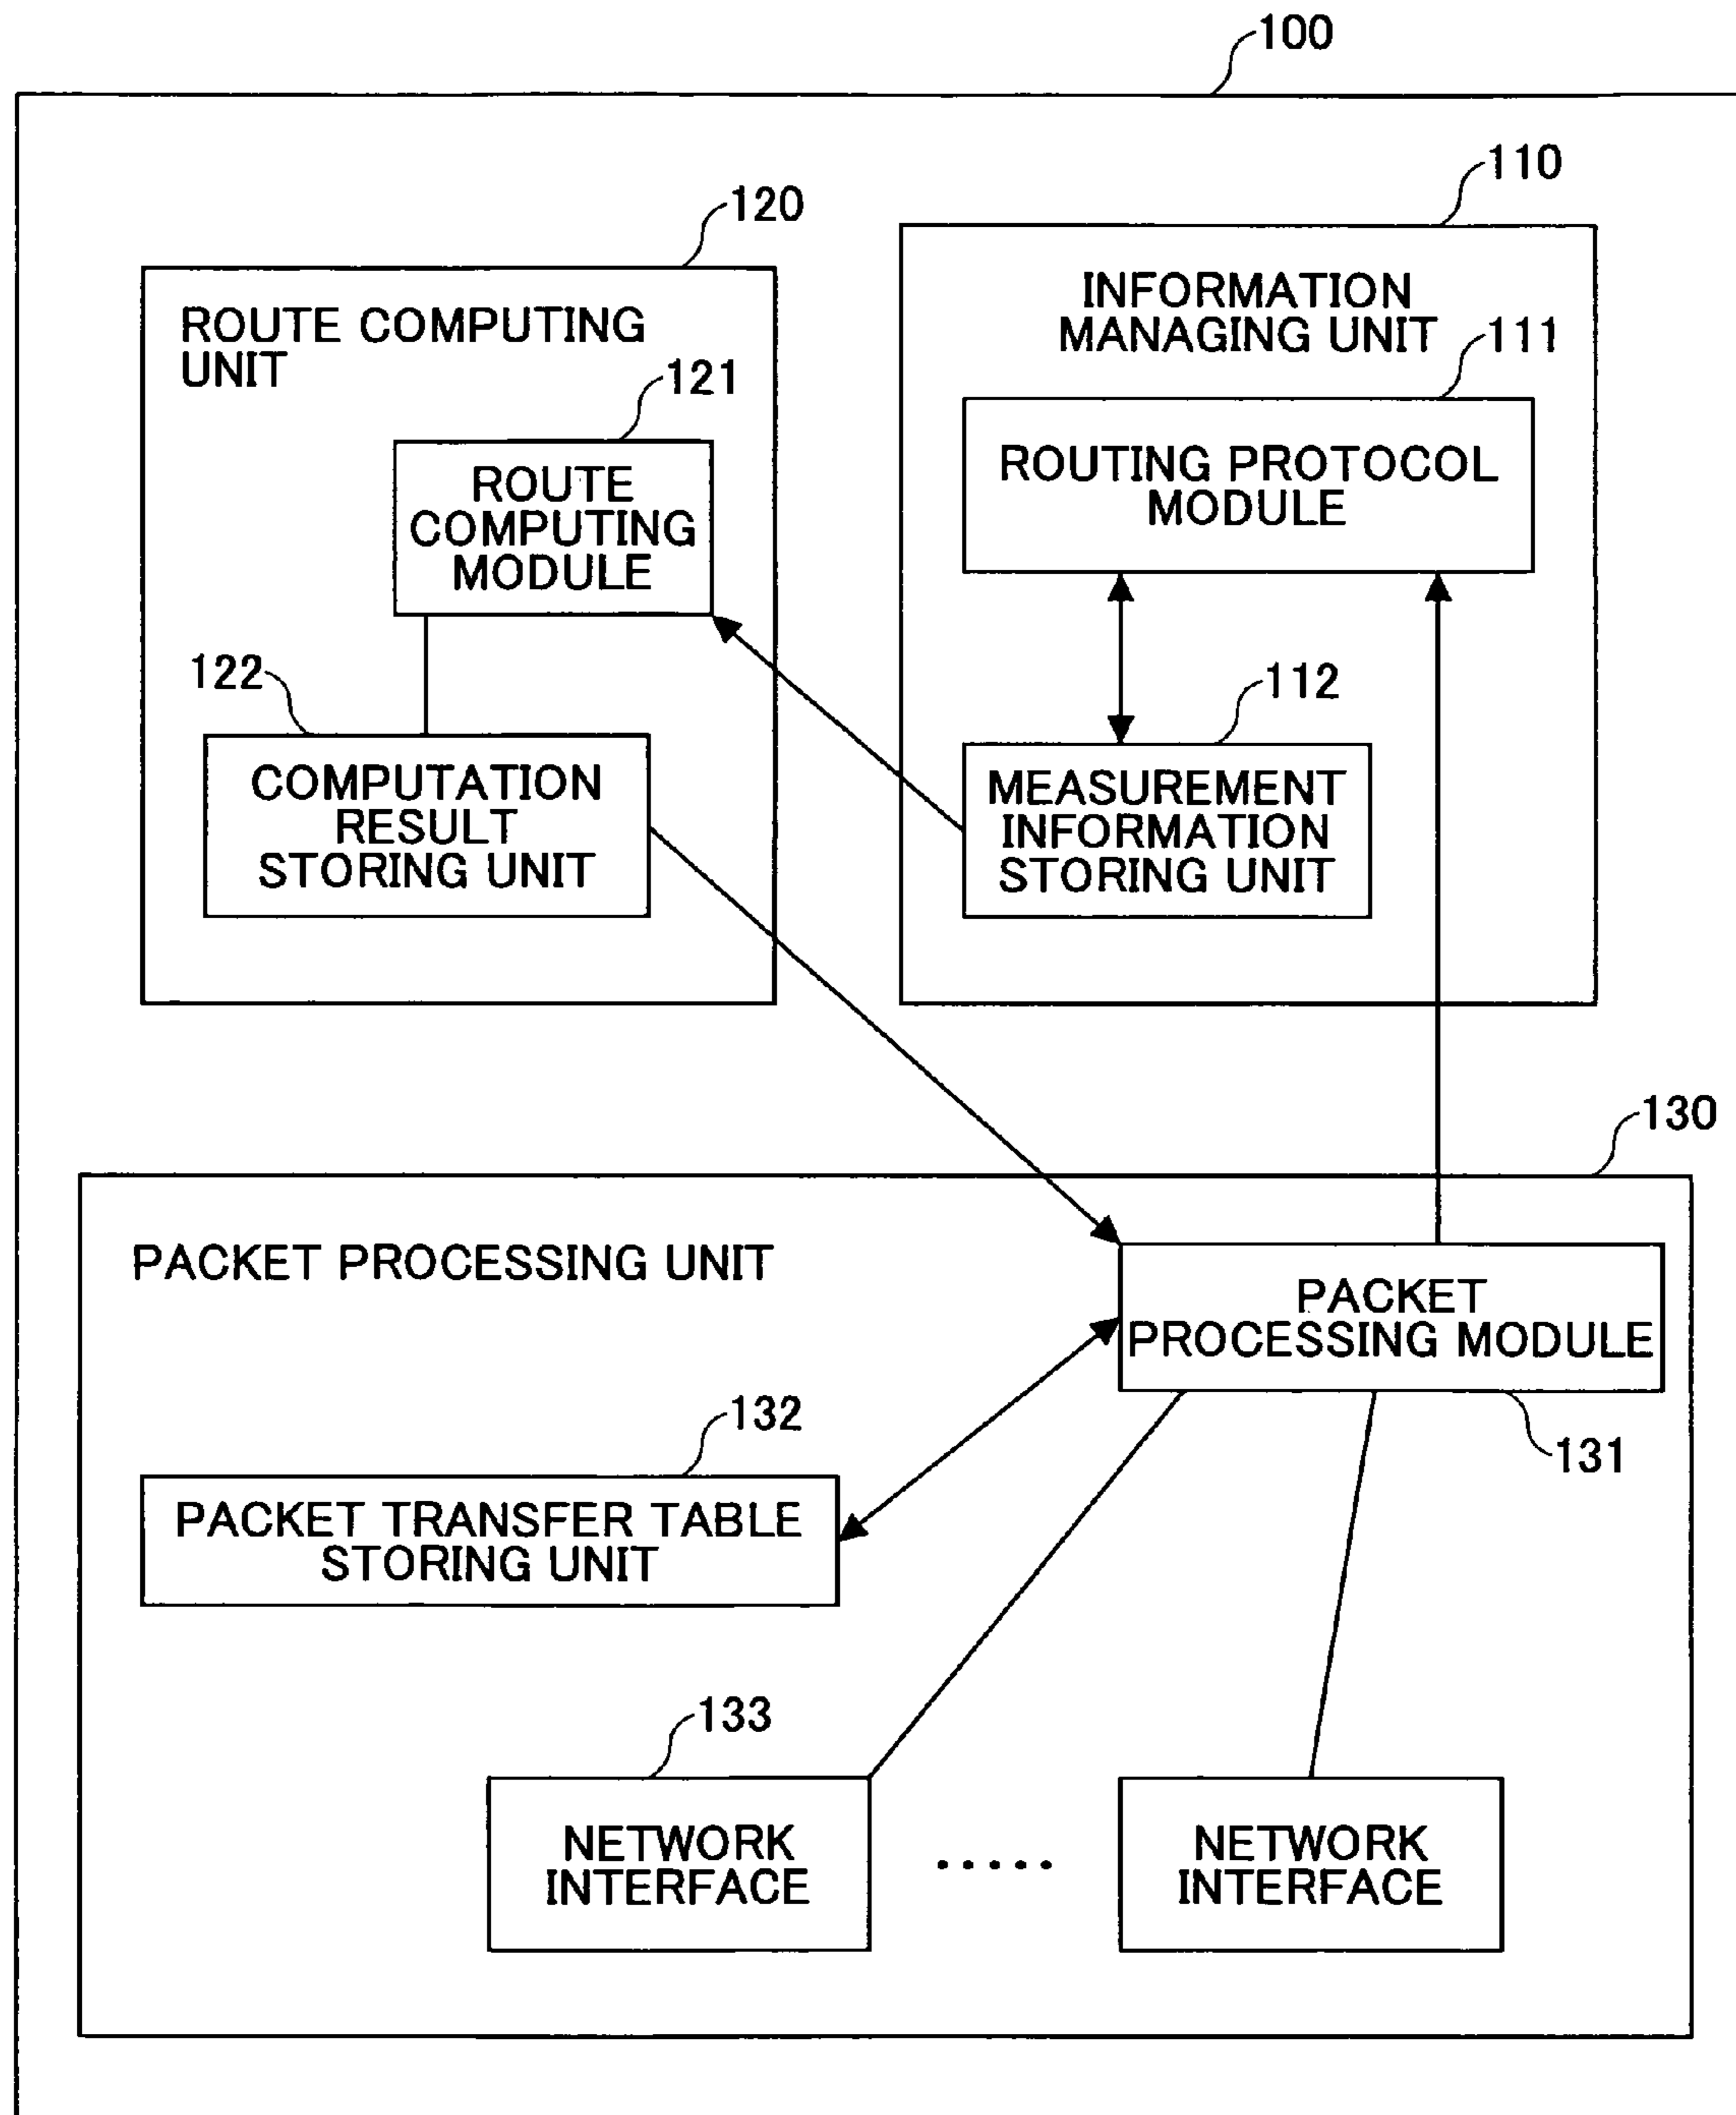 100
110
120
INFORMATION
MANAGING UNIT
111
ROUTE COMPUTING
UNIT
121
ROUTING PROTOCOL
MODULE
ROUTE
COMPUTING
MODULE
122
112
COMPUTATION
RESULT
STORING UNIT
MEASUREMENT
INFORMATION
STORING UNIT
130
PACKET PROCESSING UNIT
PACKET
PROCESSING MODULE
131
132
PACKET TRANSFER TABLE
STORING UNIT
133
NETWORK
INTERFACE
.....
NETWORK
INTERFACE